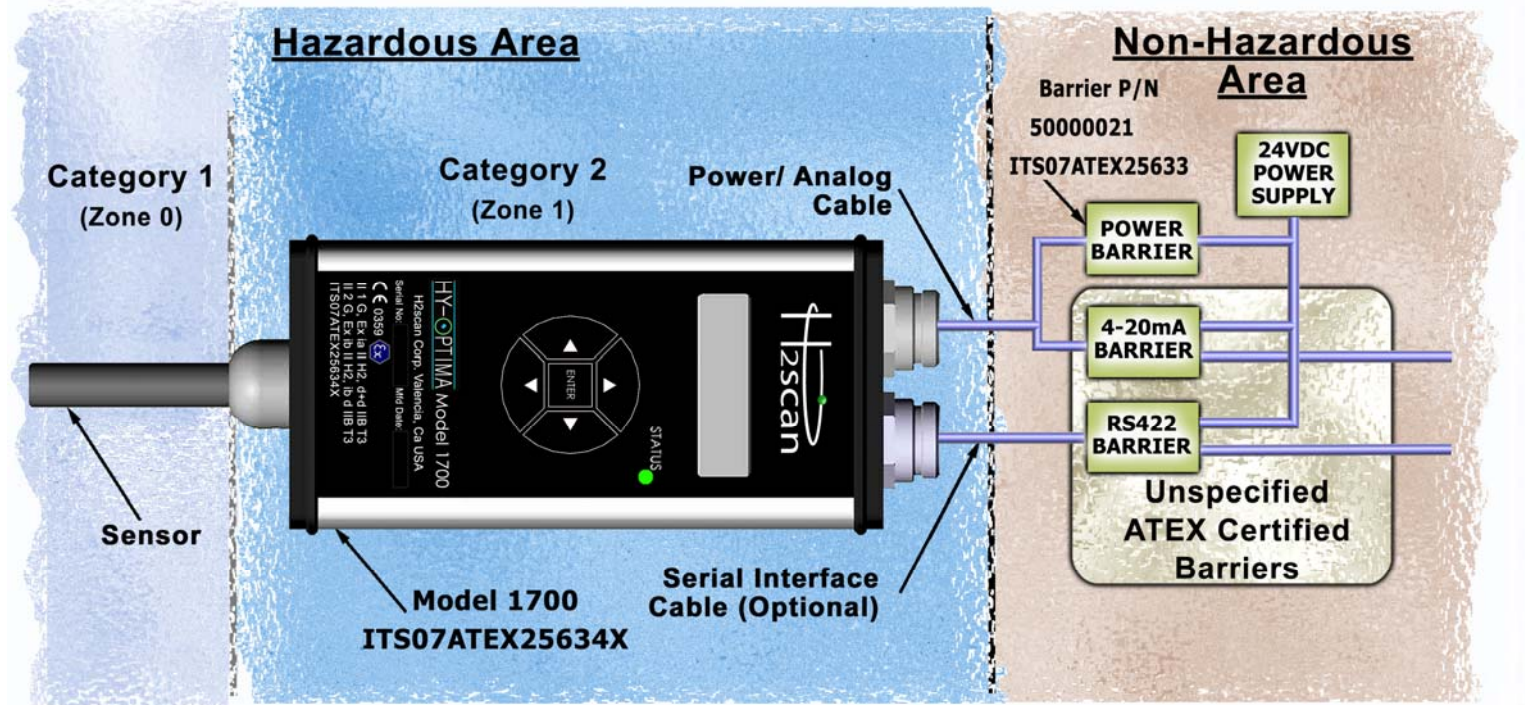 Hazardous Area
Non-Hazardous
Area
Barrier P/N
50000021
ITS07ATEX25633
24VDC
POWER
SUPPLY
Category 1
(Zone 0)
Category 2
(Zone 1)
Power/ Analog
Cable
POWER
BARRIER
4-20mA
BARRIER
RS422
BARRIER
Unspecified
ATEX Certified
Barriers
HY-OPTIMA Model 1700
H2scan Corp. Valencia, Ca USA
Serial No: Mfd Date:
CE 0359 Ex
II 1 G, Ex ia II H2, d+d IIB T3
II 2 G, Ex ib II H2, ib d IIB T3
ITS07ATEX25634X
ENTER
STATUS
H2scan
Sensor
Model 1700
ITS07ATEX25634X
Serial Interface
Cable (Optional)